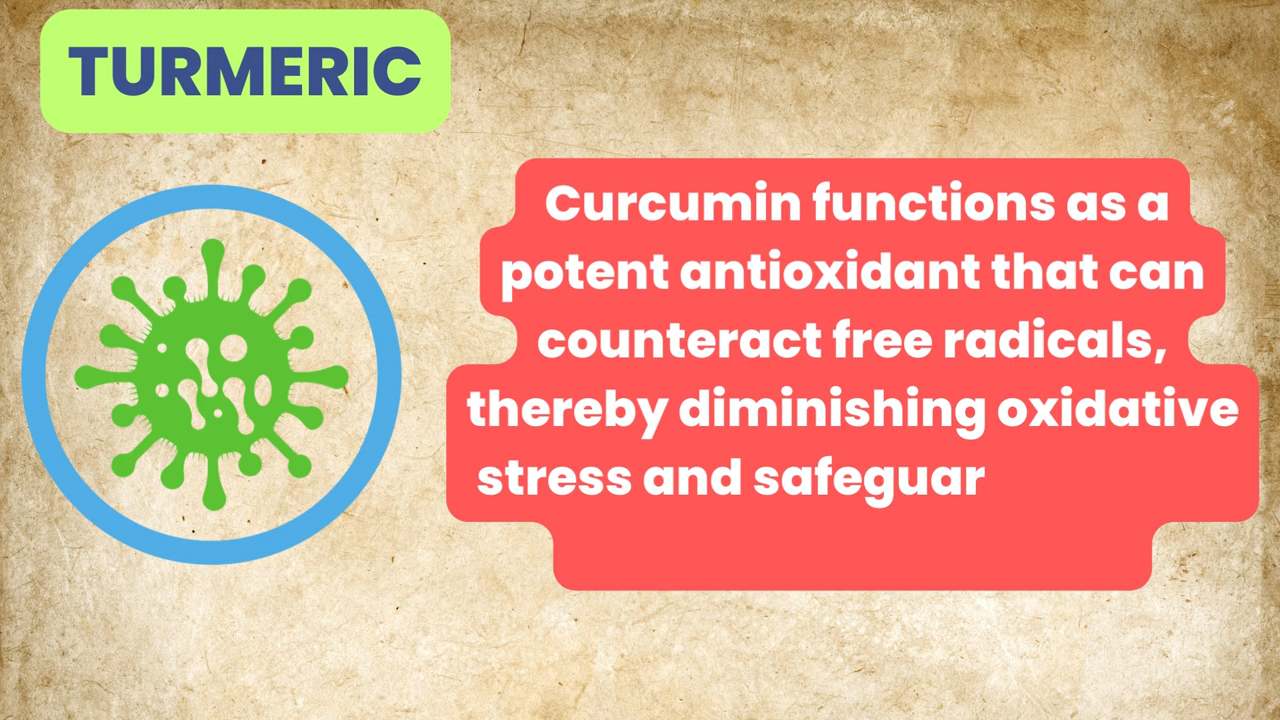 TURMERIC
Curcumin functions as a
potent antioxidant that can
counteract free radicals,
thereby diminishing oxidative
stress and safeguar